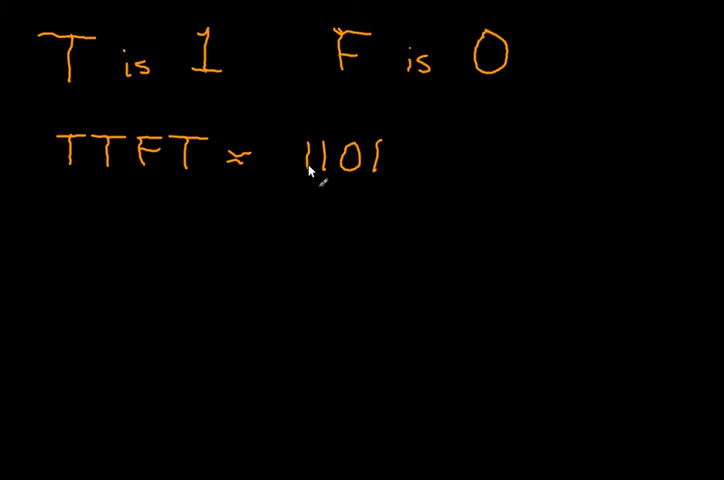 T is 1 F is 0
TTFT ≈ 1101